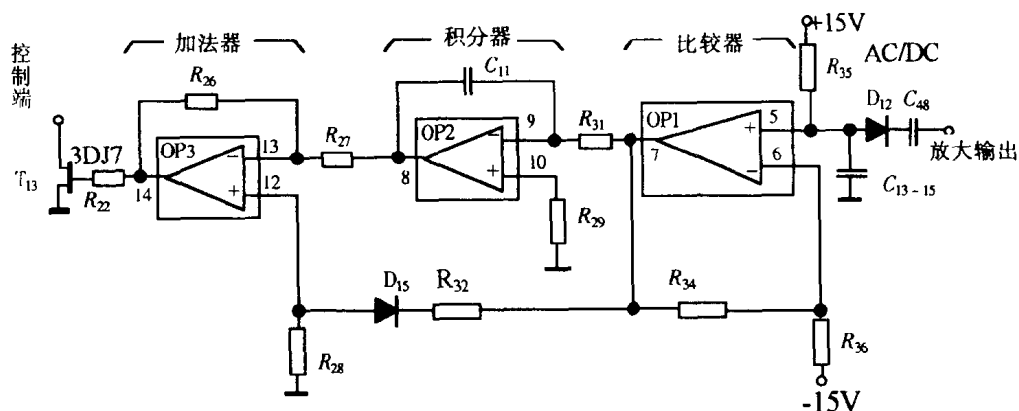 加法器
积分器
比较器
+15V
AC/DC
控制端
R26
C11
R35
D12
C48
放大输出
3DJ7
T13
R22
14
OP3
13
12
R27
8
OP2
9
10
R31
7
OP1
5
6
C13~15
R29
D15
R32
R34
R28
R36
-15V